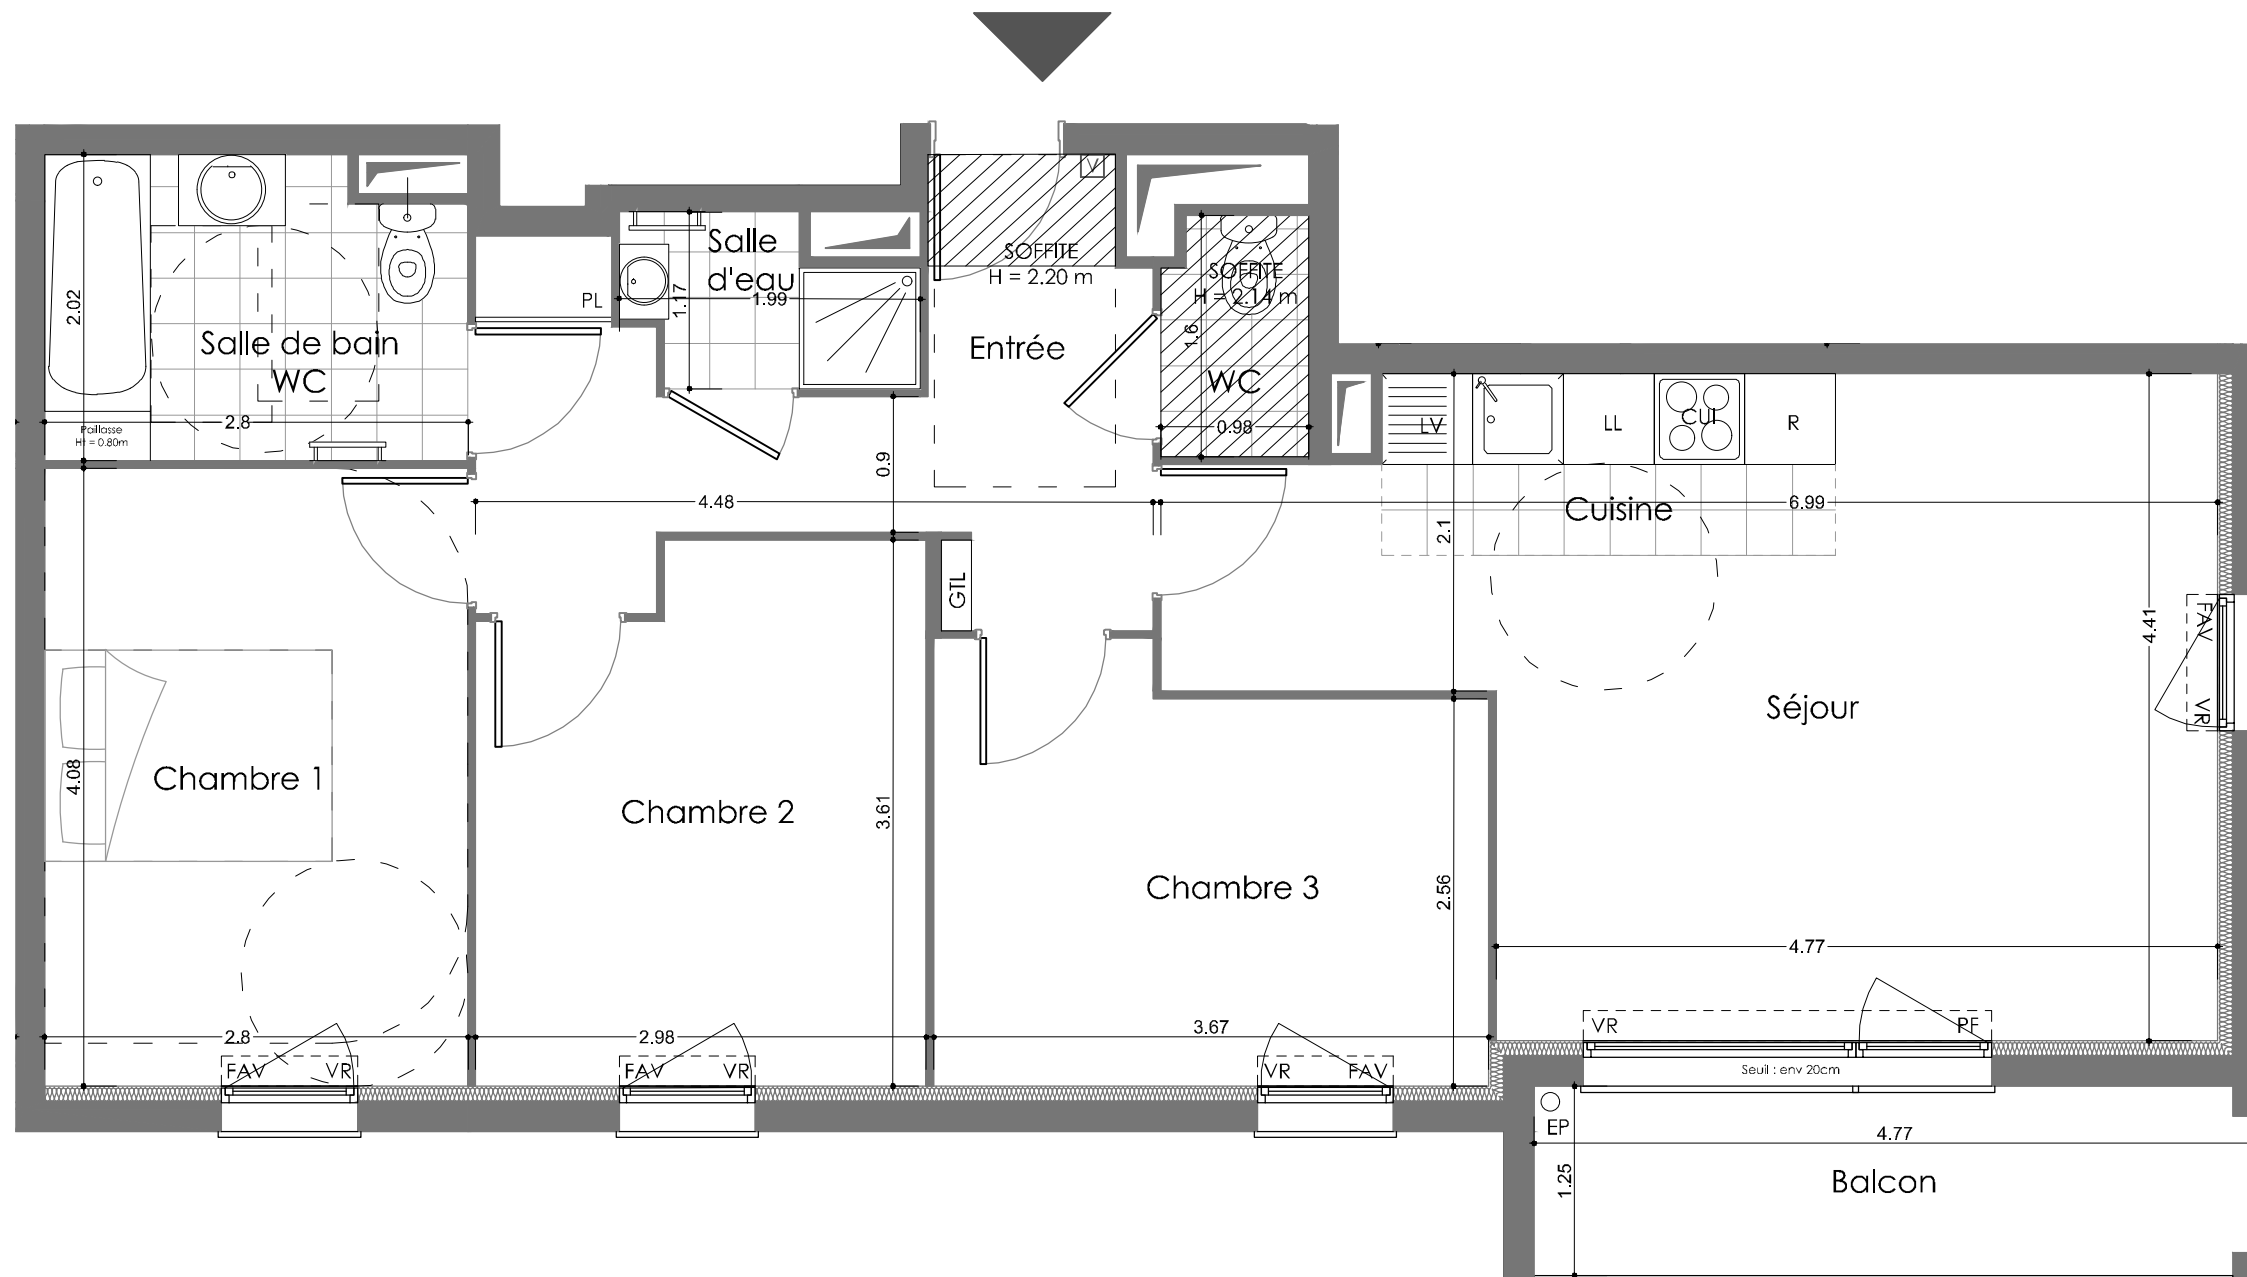 V
SOFFITE
H = 2.20 m
Salle
d'eau
1.17
1.99
PL
2.02
Salle de bain
WC
2.8
Paillasse
Ht = 0.80m
Entrée
SOFFITE
H = 2.14 m
1.6
WC
0.98
LV
LL
CUI
R
0.9
4.48
Cuisine
6.99
2.1
GTL
4.41
FAV
VR
Séjour
Chambre 1
4.08
Chambre 2
3.61
Chambre 3
2.56
4.77
2.8
2.98
3.67
FAV
VR
FAV
VR
VR
FAV
VR
PF
Seuil : env 20cm
EP
4.77
1.25
Balcon